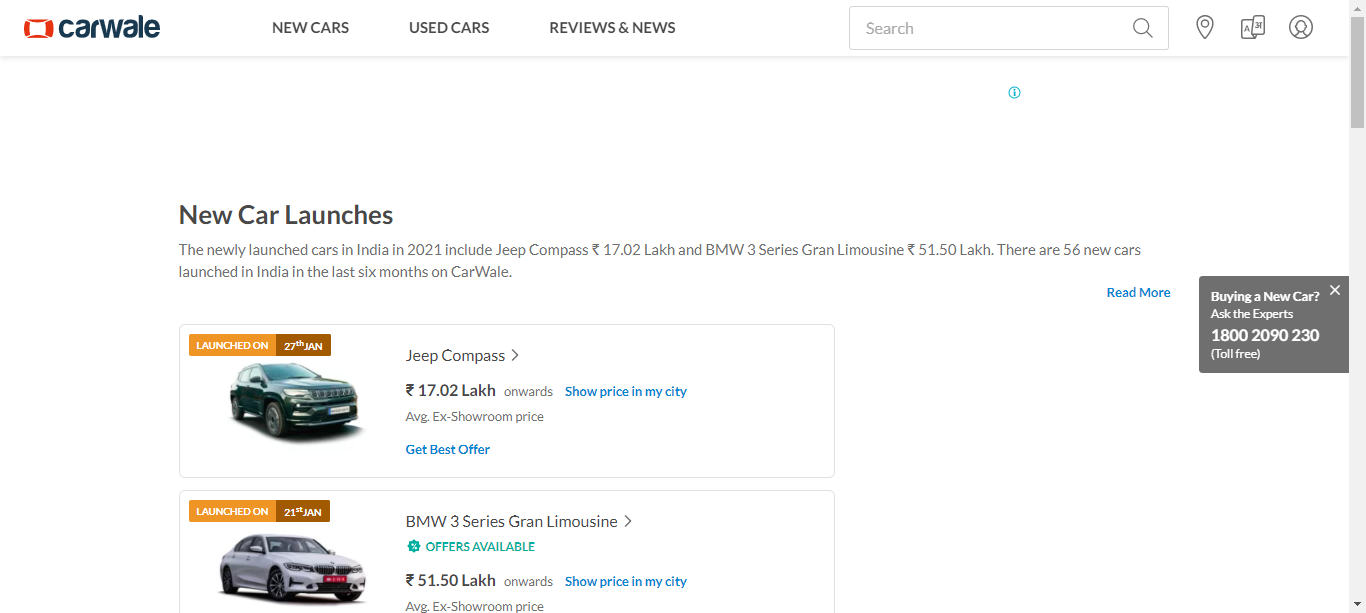 carwale
NEW CARS
USED CARS
REVIEWS & NEWS
Search
New Car Launches
The newly launched cars in India in 2021 include Jeep Compass ₹ 17.02 Lakh and BMW 3 Series Gran Limousine ₹ 51.50 Lakh. There are 56 new cars
launched in India in the last six months on CarWale.
Read More
Buying a New Car?
Ask the Experts
1800 2090 230
(Toll free)
LAUNCHED ON 27th JAN
Jeep Compass
₹ 17.02 Lakh onwards Show price in my city
Avg. Ex-Showroom price
Get Best Offer
LAUNCHED ON 21st JAN
BMW 3 Series Gran Limousine
OFFERS AVAILABLE
₹ 51.50 Lakh onwards Show price in my city
Avg. Ex-Showroom price